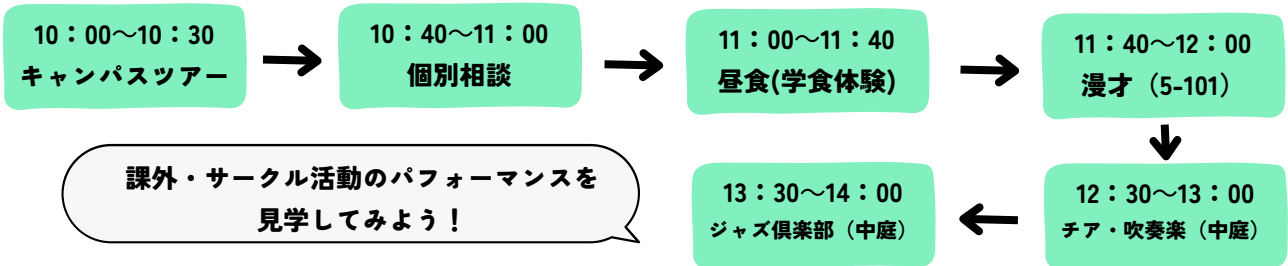 10：00～10：30
キャンパスツアー
10：40～11：00
個別相談
11：00～11：40
昼食(学食体験)
11：40～12：00
漫才（5-101）
12：30～13：00
チア・吹奏楽（中庭）
13：30～14：00
ジャズ倶楽部（中庭）
課外・サークル活動のパフォーマンスを
見学してみよう！